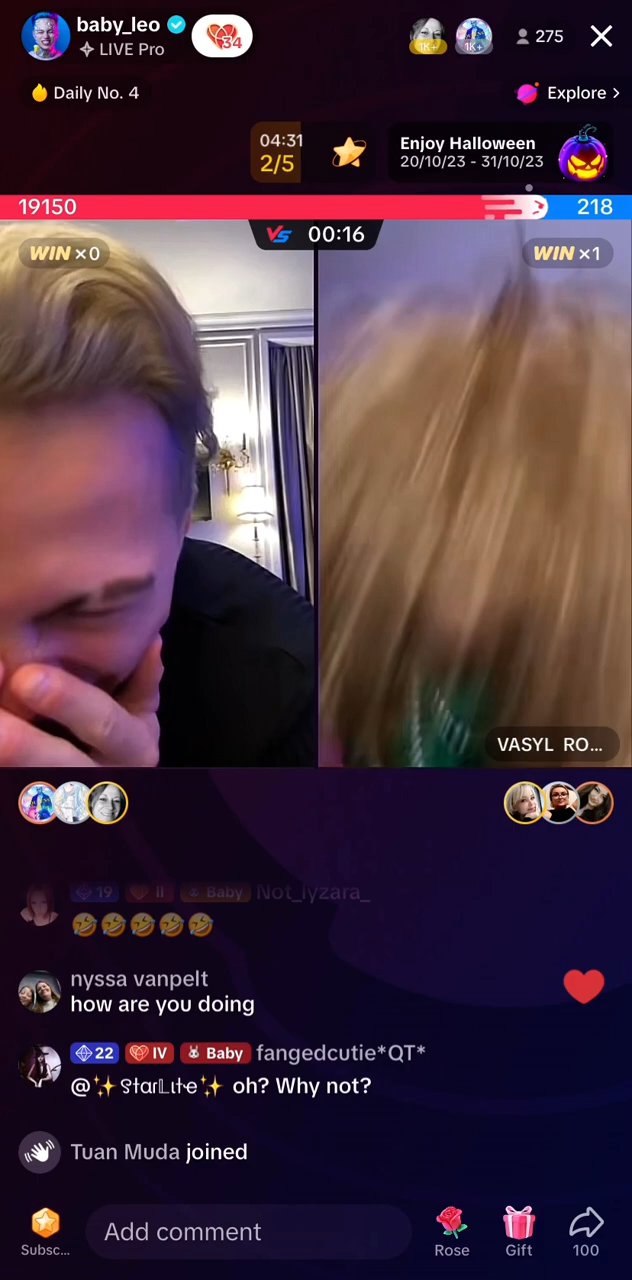 baby_leo
LIVE Pro
34
1K+
1K+
275
Daily No. 4
Explore >
04:31
2/5
Enjoy Halloween
20/10/23 - 31/10/23
19150
218
VS 00:16
WIN ×0
WIN ×1
VASYL RO...
19 II Baby Not_lyzara_
🤣🤣🤣🤣🤣
nyssa vanpelt
how are you doing
22 IV Baby fangedcutie*QT*
@✨StarLite✨ oh? Why not?
Tuan Muda joined
Add comment
Subsc...
Rose
Gift
100